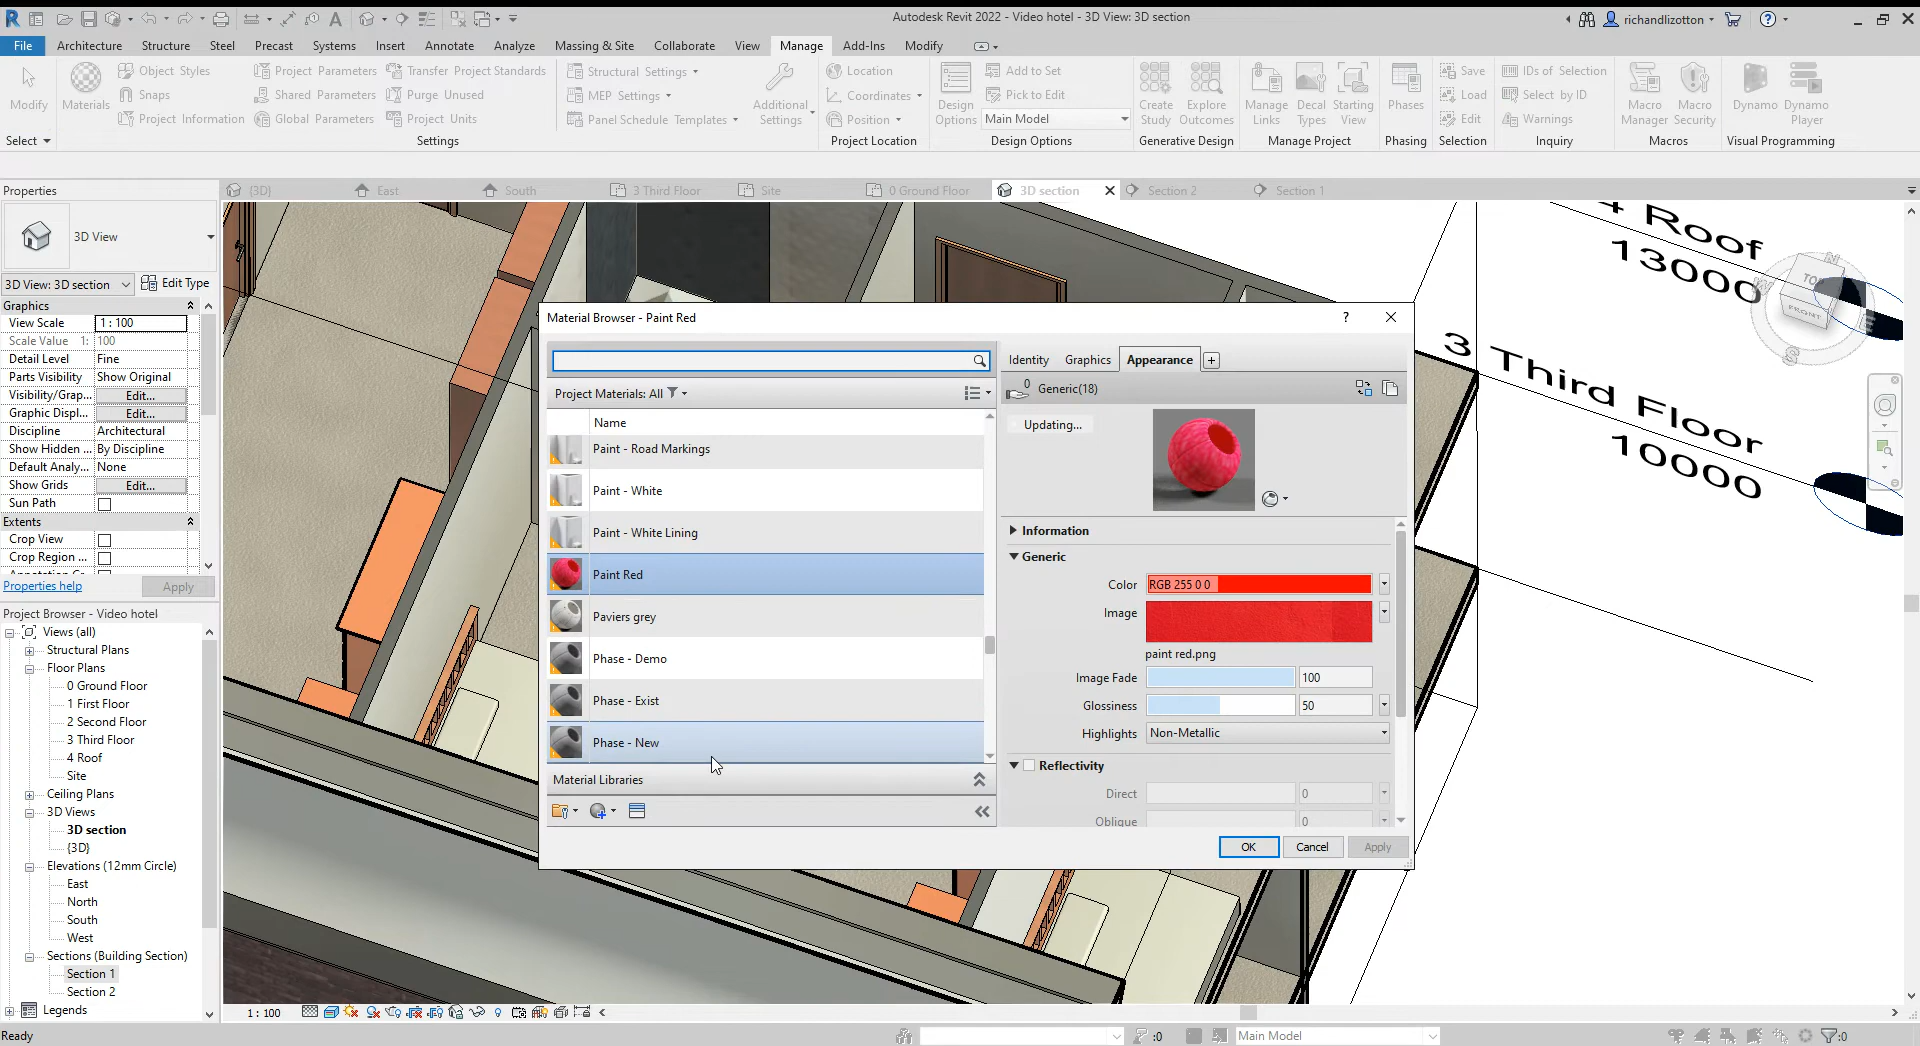 Autodesk Revit 2022 - Video hotel - 3D View: 3D section
richandlizotton
File Architecture Structure Steel Precast Systems Insert Annotate Analyze Massing & Site Collaborate View Manage Add-Ins Modify
Modify
Materials
Object Styles
Snaps
Project Information
Project Parameters
Shared Parameters
Global Parameters
Transfer Project Standards
Purge Unused
Project Units
Structural Settings
MEP Settings
Panel Schedule Templates
Additional Settings
Location
Coordinates
Position
Design Options
Add to Set
Pick to Edit
Main Model
Create Study
Explore Outcomes
Manage Links
Decal Types
Starting View
Phases
Save
Load
Edit
IDs of Selection
Select by ID
Warnings
Macro Manager
Macro Security
Dynamo
Dynamo Player
Select Settings Project Location Design Options Generative Design Manage Project Phasing Selection Inquiry Macros Visual Programming
Properties
{3D} East South 3 Third Floor Site 0 Ground Floor 3D section Section 2 Section 1
3D View
3D View: 3D section Edit Type
Graphics
View Scale 1 : 100
Scale Value 1: 100
Detail Level Fine
Parts Visibility Show Original
Visibility/Grap... Edit...
Graphic Displ... Edit...
Discipline Architectural
Show Hidden ... By Discipline
Default Analy... None
Show Grids Edit...
Sun Path
Extents
Crop View
Crop Region ...
Properties help Apply
Project Browser - Video hotel
Views (all)
Structural Plans
Floor Plans
0 Ground Floor
1 First Floor
2 Second Floor
3 Third Floor
4 Roof
Site
Ceiling Plans
3D Views
3D section
{3D}
Elevations (12mm Circle)
East
North
South
West
Sections (Building Section)
Section 1
Section 2
Legends
4 Roof
13000
3 Third Floor
10000
TOP
FRONT
N
W
E
S
Material Browser - Paint Red
?
Project Materials: All
Name
Paint - Road Markings
Paint - White
Paint - White Lining
Paint Red
Paviers grey
Phase - Demo
Phase - Exist
Phase - New
Material Libraries
Identity Graphics Appearance
0 Generic(18)
Updating...
Information
Generic
Color RGB 255 0 0
Image
paint red.png
Image Fade 100
Glossiness 50
Highlights Non-Metallic
Reflectivity
Direct 0
Oblique 0
OK Cancel Apply
1 : 100
Ready
:0
Main Model
:0